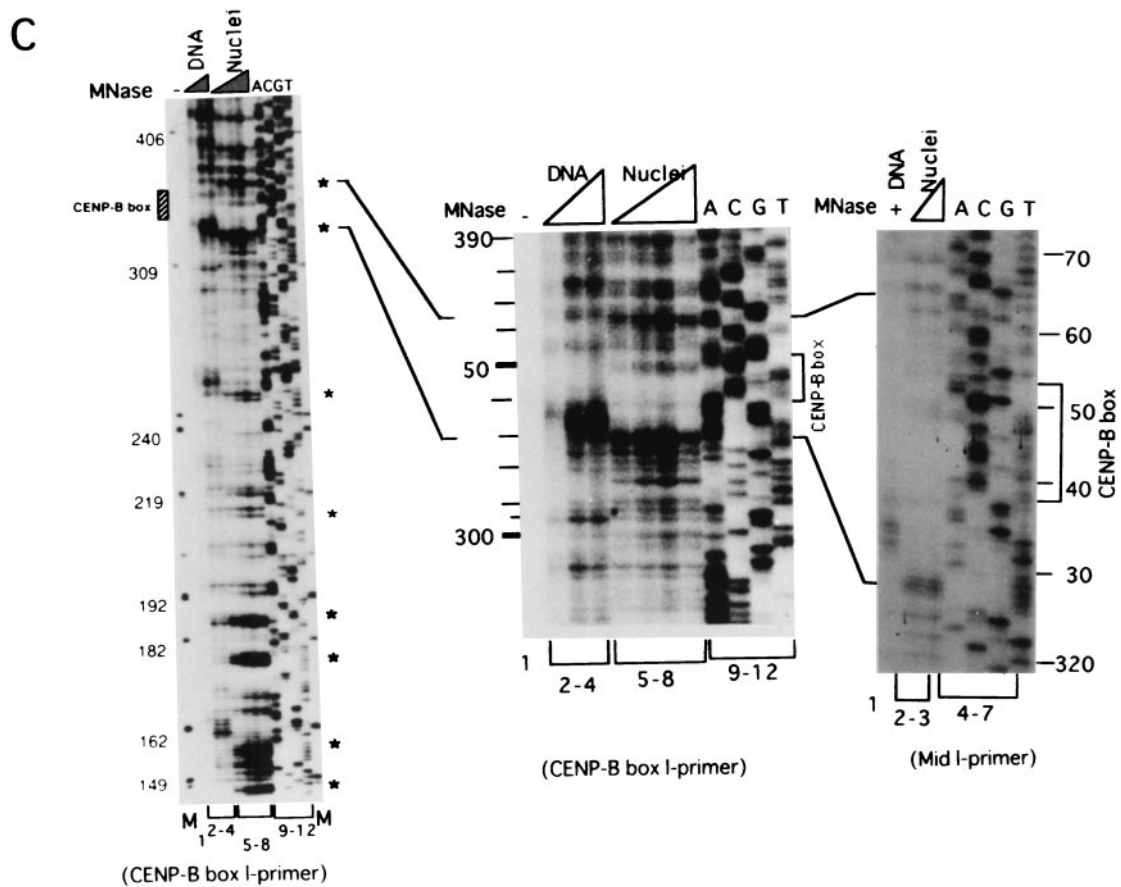 C
DNA
Nuclei
MNase - ACGT
406
CENP-B box
309
240
219
192
182
162
149
M 1 2-4 5-8 9-12 M
(CENP-B box I-primer)
DNA Nuclei
MNase - A C G T
390
50
300
CENP-B box
1 2-4 5-8 9-12
(CENP-B box I-primer)
DNA
Nuclei
MNase + A C G T
70
60
50
40
30
320
CENP-B box
1 2-3 4-7
(Mid I-primer)